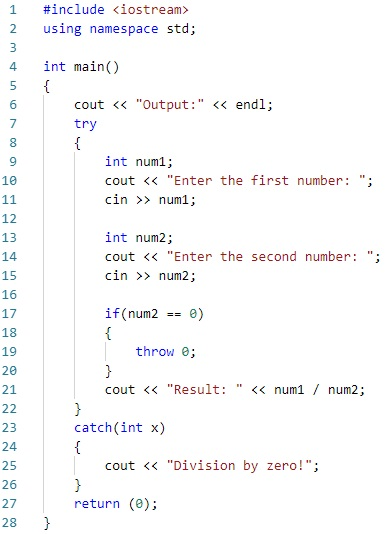 1 #include <iostream>
2 using namespace std;
3
4 int main()
5 {
6     cout << "Output:" << endl;
7     try
8     {
9         int num1;
10         cout << "Enter the first number: ";
11         cin >> num1;
12
13         int num2;
14         cout << "Enter the second number: ";
15         cin >> num2;
16
17         if(num2 == 0)
18         {
19             throw 0;
20         }
21         cout << "Result: " << num1 / num2;
22     }
23     catch(int x)
24     {
25         cout << "Division by zero!";
26     }
27     return (0);
28 }